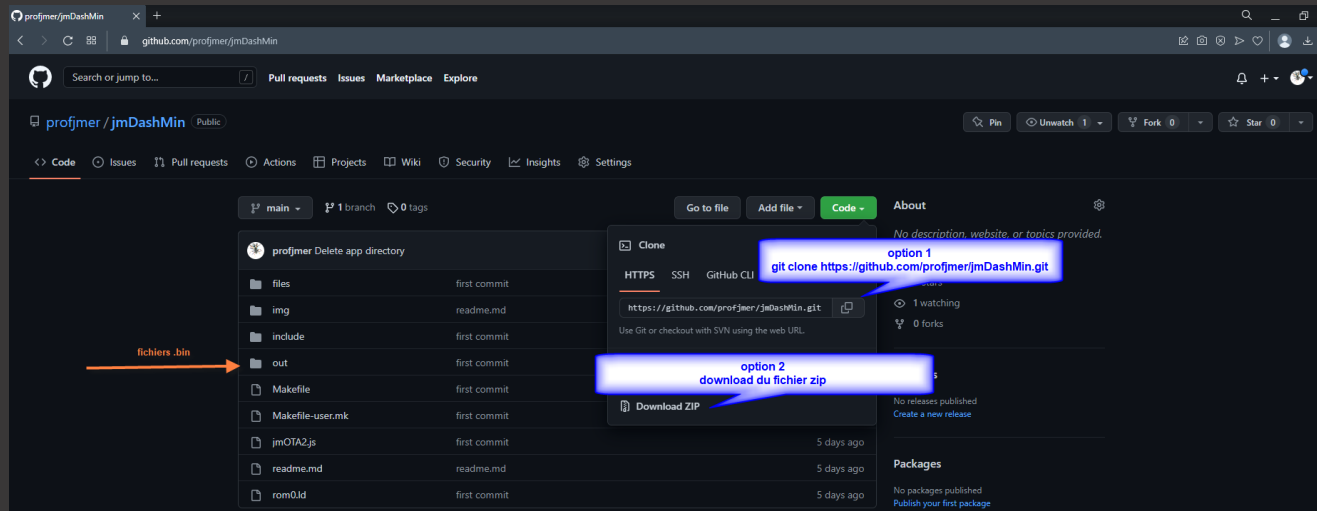 profjmer/jmDashMin
github.com/profjmer/jmDashMin
Search or jump to... / Pull requests Issues Marketplace Explore
profjmer / jmDashMin Public
Pin Unwatch 1 Fork 0 Star 0
Code Issues Pull requests Actions Projects Wiki Security Insights Settings
main 1 branch 0 tags Go to file Add file Code
About
No description, website, or topics provided.
profjmer Delete app directory
Clone
option 1
git clone https://github.com/profjmer/jmDashMin.git
HTTPS SSH GitHub CLI
files first commit
stars
https://github.com/profjmer/jmDashMin.git
img readme.md
1 watching
Use Git or checkout with SVN using the web URL.
0 forks
include first commit
fichiers .bin
out first commit
option 2
download du fichier zip
s
Makefile first commit
No releases published
Download ZIP
Create a new release
Makefile-user.mk first commit
jmOTA2.js first commit 5 days ago
readme.md readme.md 5 days ago
Packages
rom0.ld first commit 5 days ago
No packages published
Publish your first package